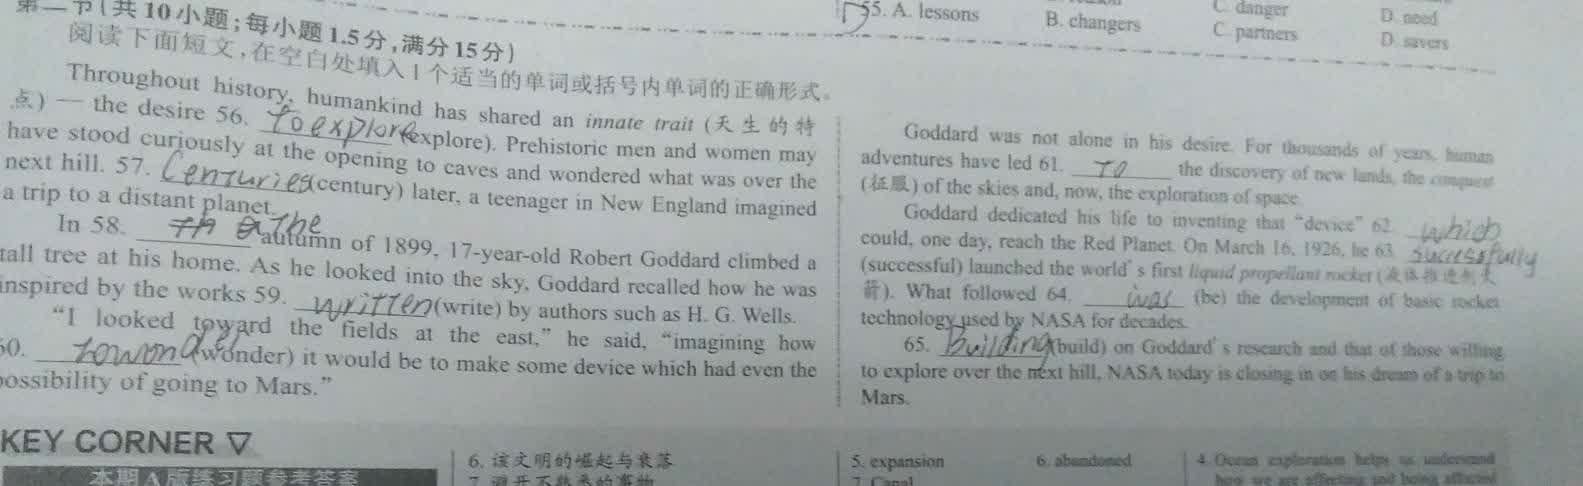 第二节(共10小题;每小题1.5分,满分15分)
阅读下面短文,在空白处填入1个适当的单词或括号内单词的正确形式。
Throughout history, humankind has shared an innate trait (天生的特
点) — the desire 56. to explore (explore). Prehistoric men and women may
have stood curiously at the opening to caves and wondered what was over the
next hill. 57. Centuries (century) later, a teenager in New England imagined
a trip to a distant planet.
In 58. the autumn of 1899, 17-year-old Robert Goddard climbed a
tall tree at his home. As he looked into the sky, Goddard recalled how he was
inspired by the works 59. written (write) by authors such as H. G. Wells.
"I looked toward the fields at the east," he said, "imagining how
60. (wonder) it would be to make some device which had even the
possibility of going to Mars."
55. A. lessons B. changers C. partners D. savers
C. danger D. need
Goddard was not alone in his desire. For thousands of years, human
adventures have led 61. to the discovery of new lands, the conquest
(征服) of the skies and, now, the exploration of space.
Goddard dedicated his life to inventing that "device" 62. which
could, one day, reach the Red Planet. On March 16, 1926, he 63. sucessfully
(successful) launched the world's first liquid propellant rocket (液体推进剂火
箭). What followed 64. was (be) the development of basic rocket
technology used by NASA for decades.
65. Building (build) on Goddard's research and that of those willing
to explore over the next hill, NASA today is closing in on his dream of a trip to
Mars.
KEY CORNER
本期A版练习题参考答案
6. 该文明的崛起与衰落
5. expansion
6. abandoned
4. Ocean exploration helps us understand
7. Canal
how we are affecting and being affected